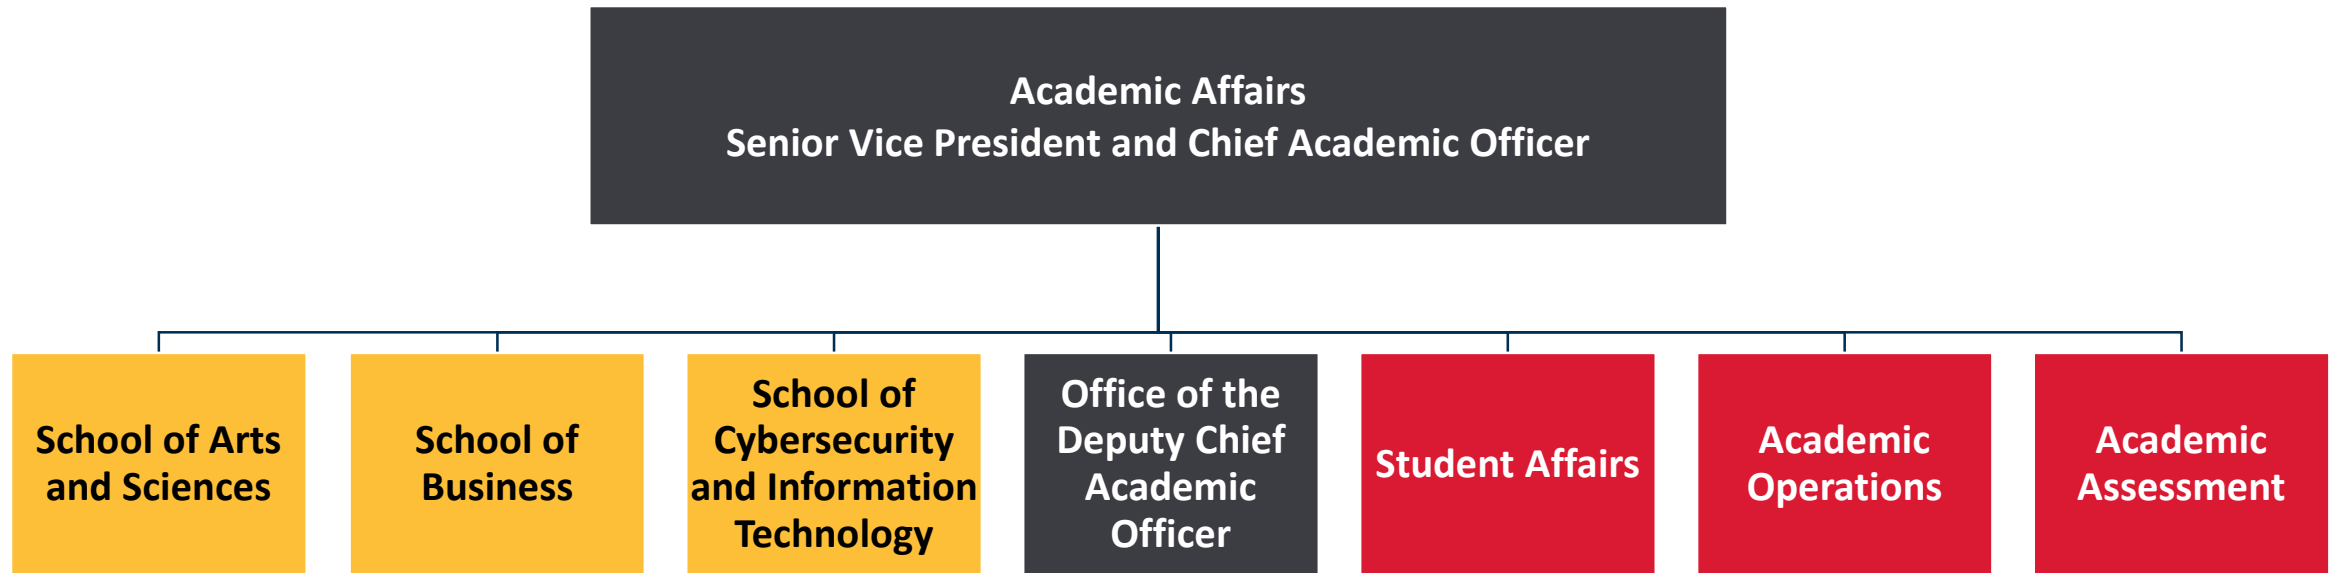 Academic Affairs
Senior Vice President and Chief Academic Officer
School of Arts
and Sciences
School of
Business
School of
Cybersecurity
and Information
Technology
Office of the
Deputy Chief
Academic
Officer
Student Affairs
Academic
Operations
Academic
Assessment